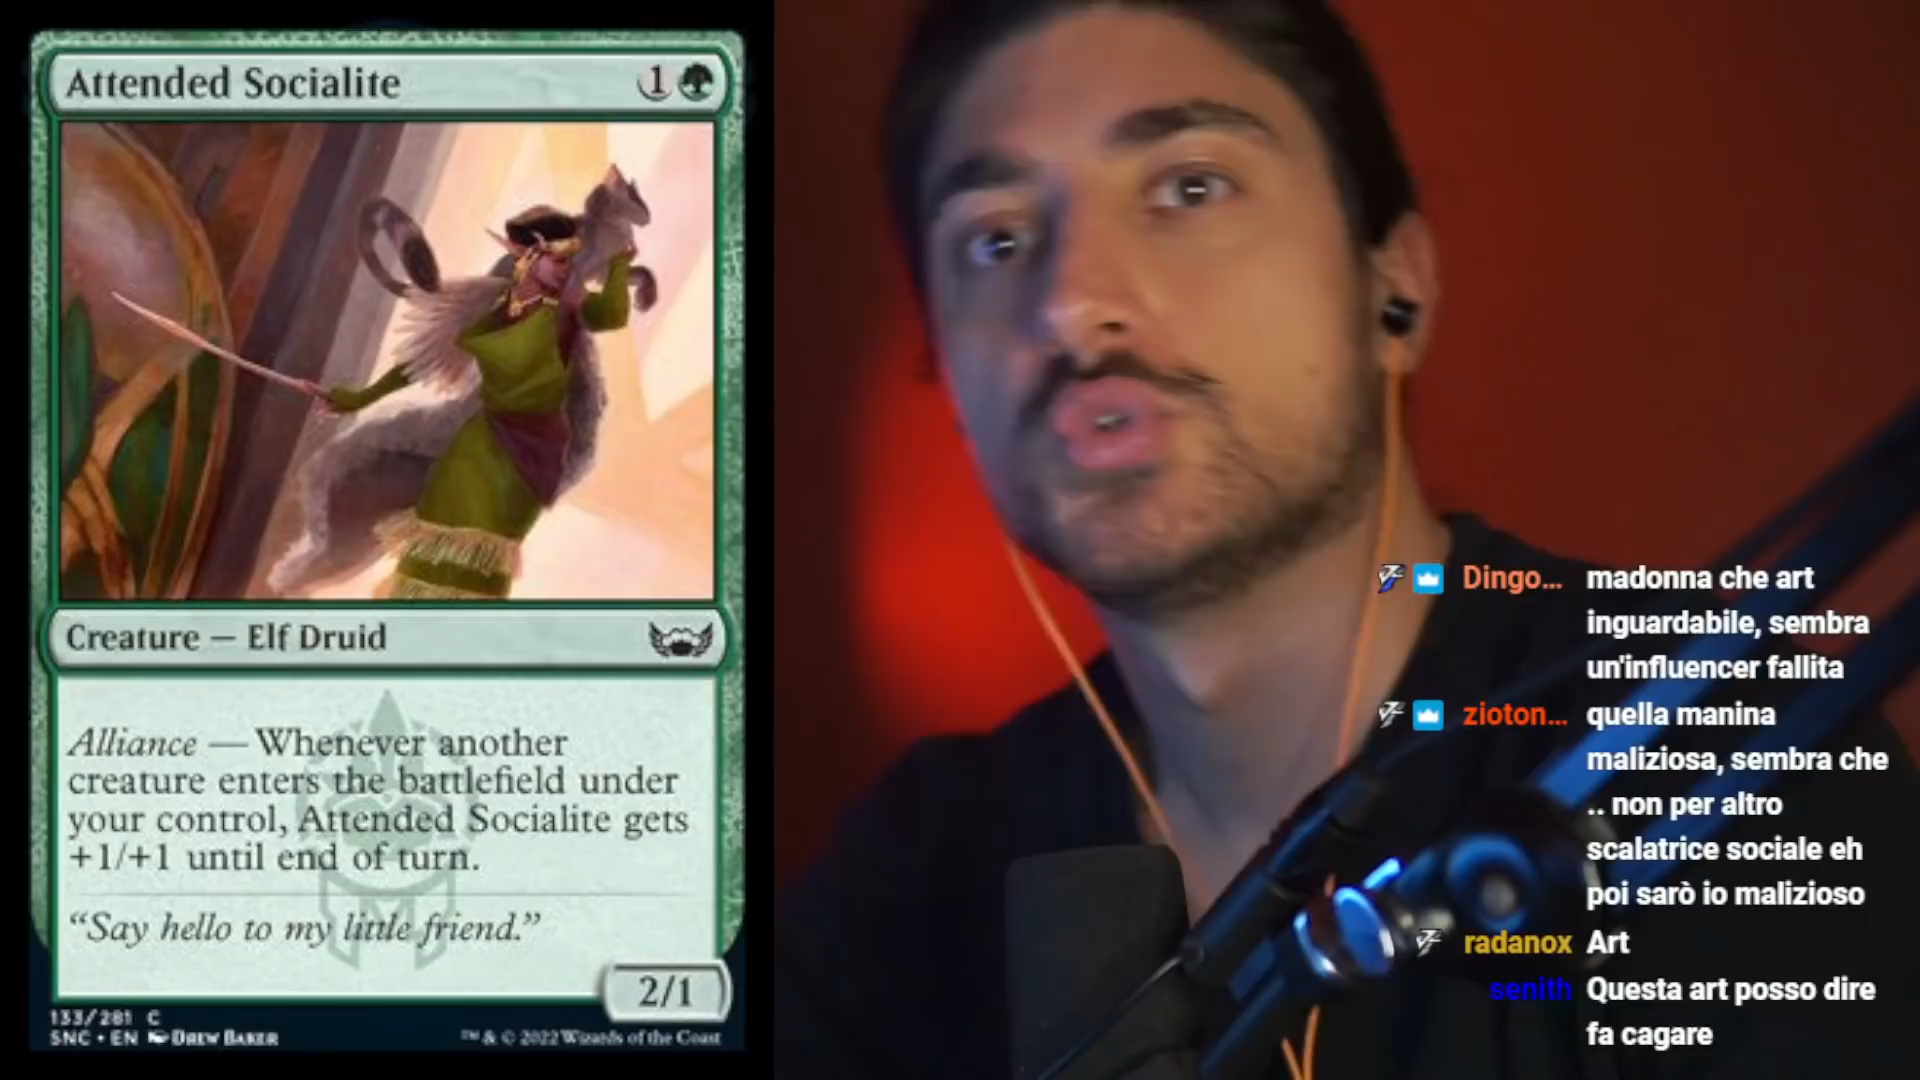 Attended Socialite
1
Creature — Elf Druid
Alliance — Whenever another
creature enters the battlefield under
your control, Attended Socialite gets
+1/+1 until end of turn.
“Say hello to my little friend.”
2/1
133/281 C
SNC • EN Drew Baker
™ & © 2022 Wizards of the Coast
Dingo... madonna che art
inguardabile, sembra
un'influencer fallita
zioton... quella manina
maliziosa, sembra che
.. non per altro
scalatrice sociale eh
poi sarò io malizioso
radanox Art
senith Questa art posso dire
fa cagare